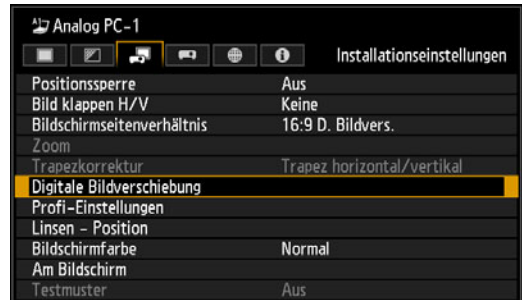 Analog PC-1
Installationseinstellungen
Positionssperre Aus
Bild klappen H/V Keine
Bildschirmseitenverhältnis 16:9 D. Bildvers.
Zoom
Trapezkorrektur Trapez horizontal/vertikal
Digitale Bildverschiebung
Profi-Einstellungen
Linsen - Position
Bildschirmfarbe Normal
Am Bildschirm
Testmuster Aus